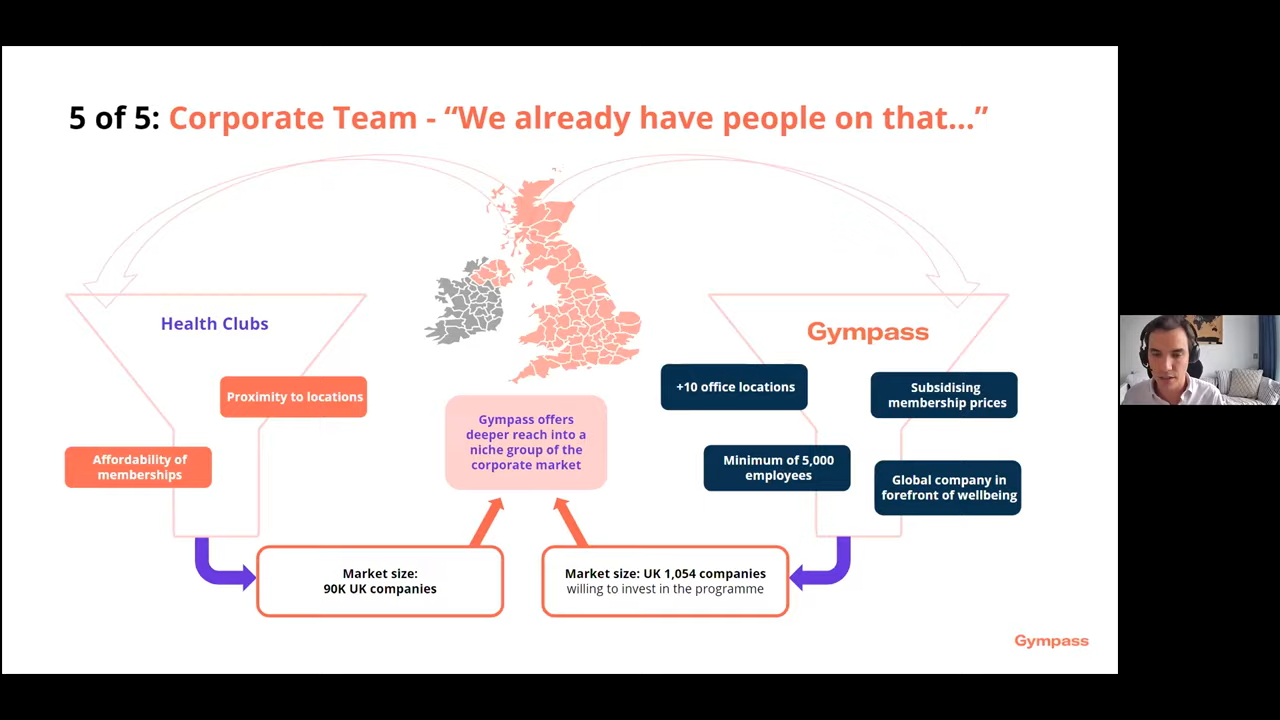 5 of 5: Corporate Team - “We already have people on that...”
Health Clubs
Proximity to locations
Affordability of
memberships
Market size:
90K UK companies
Gympass offers
deeper reach into a
niche group of the
corporate market
Gympass
+10 office locations
Subsidising
membership prices
Minimum of 5,000
employees
Global company in
forefront of wellbeing
Market size: UK 1,054 companies
willing to invest in the programme
Gympass